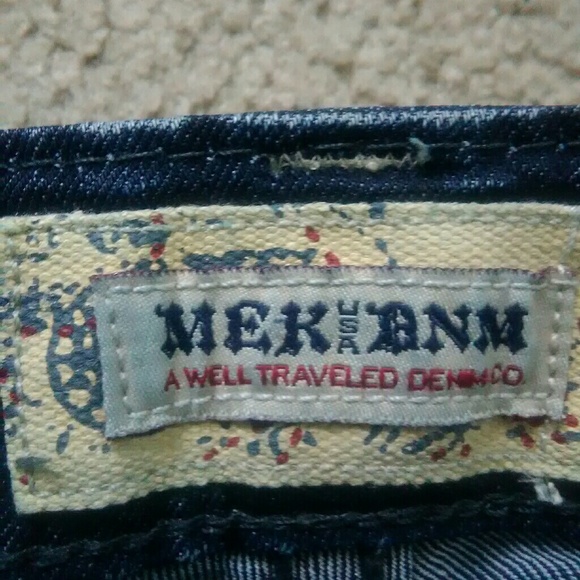 MEK USA DNM
A WELL TRAVELED DENIM CO.